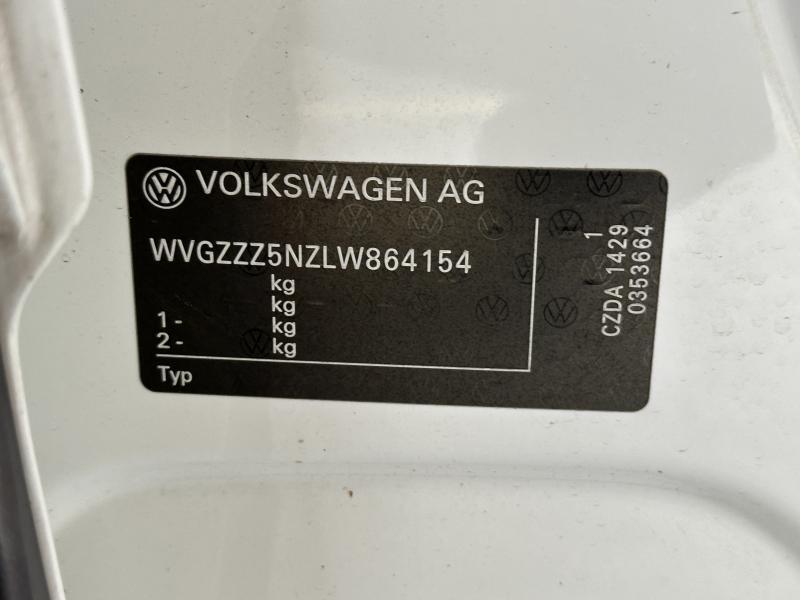 VOLKSWAGEN AG
WVGZZZ5NZLW864154
kg
kg
1 - kg
2 - kg
Typ
1
CZDA 1429
0353664